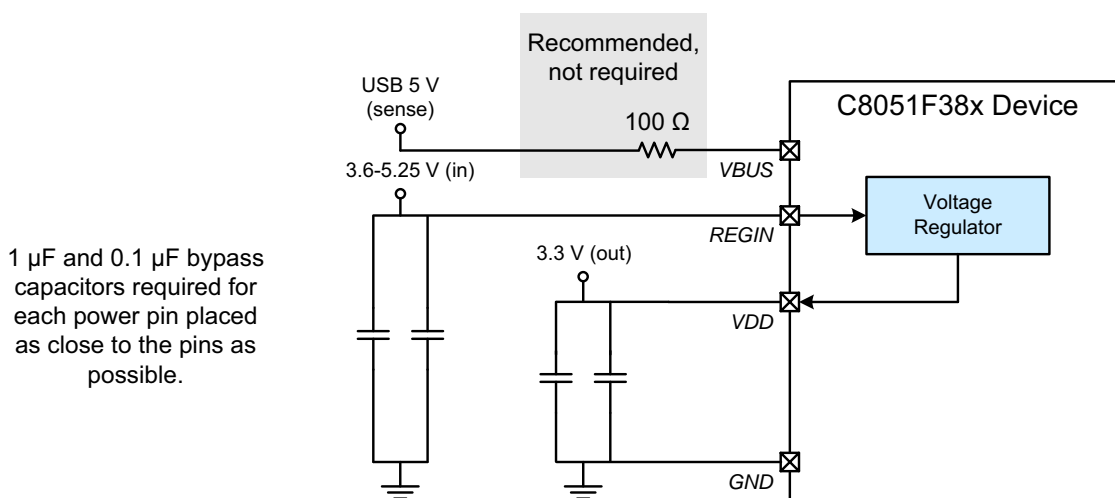 Recommended,
not required
USB 5 V
(sense)
100 Ω
C8051F38x Device
VBUS
3.6-5.25 V (in)
Voltage
Regulator
REGIN
1 µF and 0.1 µF bypass
capacitors required for
each power pin placed
as close to the pins as
possible.
3.3 V (out)
VDD
GND